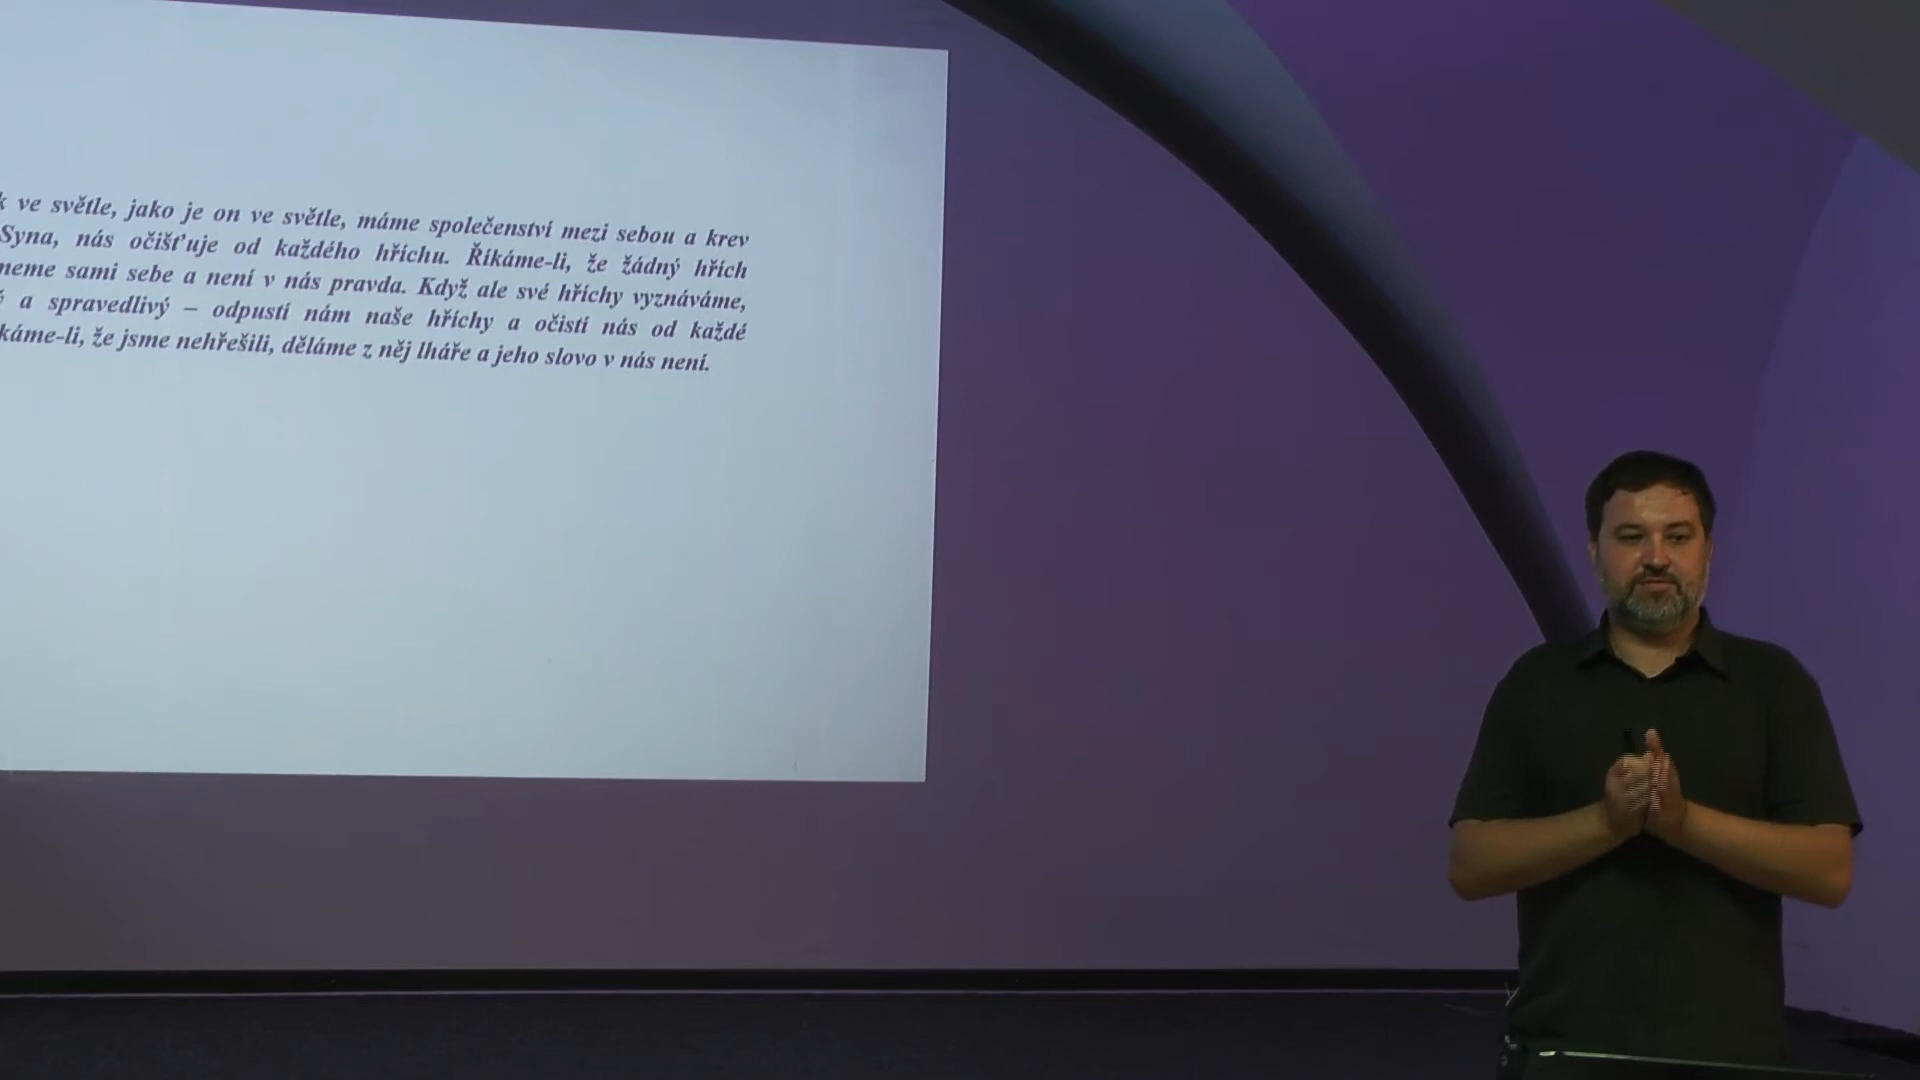 ve světle, jako je on ve světle, máme společenství mezi sebou a krev
Syna, nás očišťuje od každého hříchu. Říkáme-li, že žádný hřích
neme sami sebe a není v nás pravda. Když ale své hříchy vyznáváme,
a spravedlivý – odpustí nám naše hříchy a očistí nás od každé
káme-li, že jsme nehřešili, děláme z něj lháře a jeho slovo v nás není.